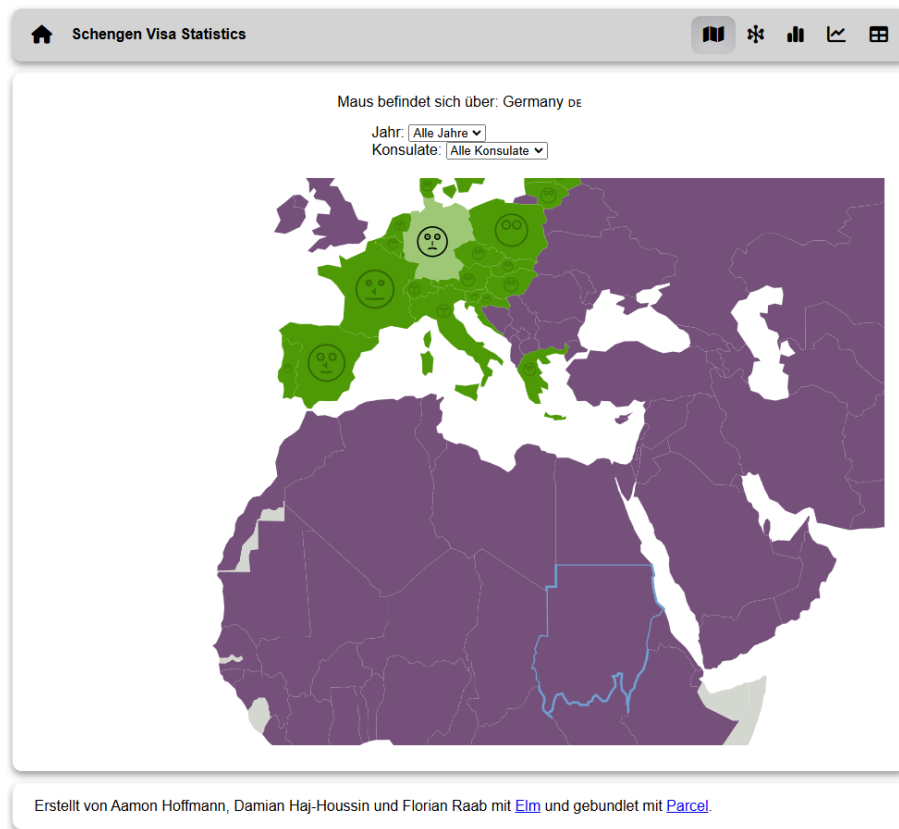 Schengen Visa Statistics
Maus befindet sich über: Germany DE
Jahr: Alle Jahre
Konsulate: Alle Konsulate
Erstellt von Aamon Hoffmann, Damian Haj-Houssin und Florian Raab mit Elm und gebundlet mit Parcel.